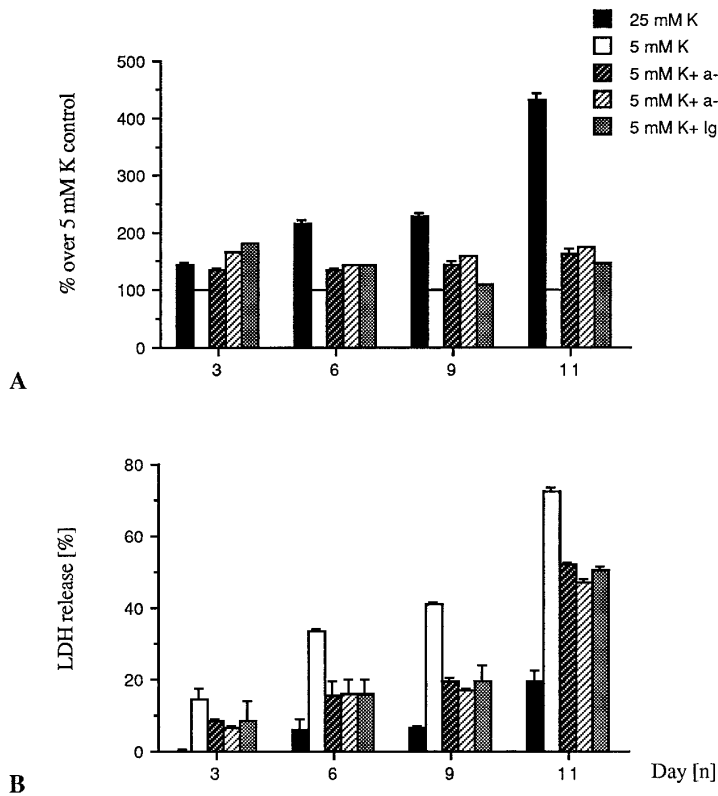 25 mM K
5 mM K
5 mM K+ a-
5 mM K+ a-
5 mM K+ Ig
% over 5 mM K control
500
400
300
200
100
0
3 6 9 11
A
LDH release [%]
80
60
40
20
0
3 6 9 11
Day [n]
B